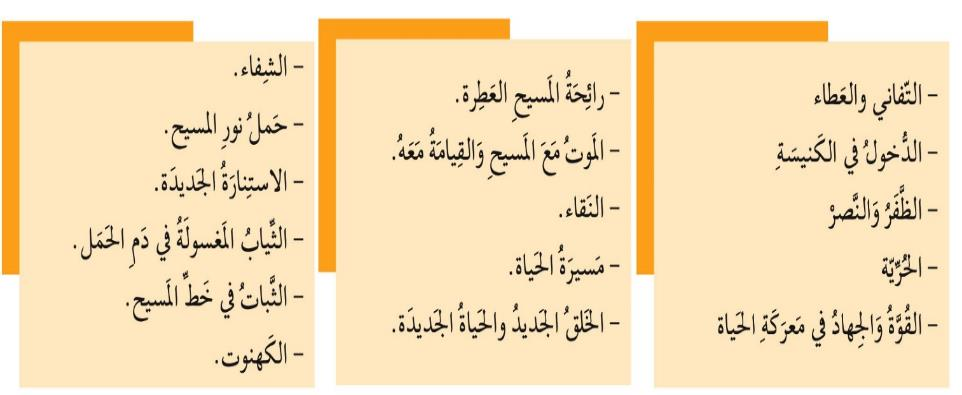 - التّفاني والعَطاء
- الدُّخولُ في الكَنيسَةِ
- الظَّفَرُ وَالنَّصرْ
- الحُرِّيّة
- القُوَّةُ وَالجِهادُ في مَعرَكَةِ الحَياة
- رائِحَةُ المَسيحِ العَطِرة.
- المَوتُ مَعَ المَسيحِ وَالقِيامَةُ مَعَهُ.
- النَقاء.
- مَسيرَةُ الحَياة.
- الخَلقُ الجَديدُ والحَياةُ الجَديدَة.
- الشِفاء.
- حَملُ نورِ المسيح.
- الاستِنارَةُ الجَديدَة.
- الثِّيابُ المَغسولَةُ في دَمِ الحَمَل.
- الثَّباتُ في خَطِّ المَسيح.
- الكَهنوت.